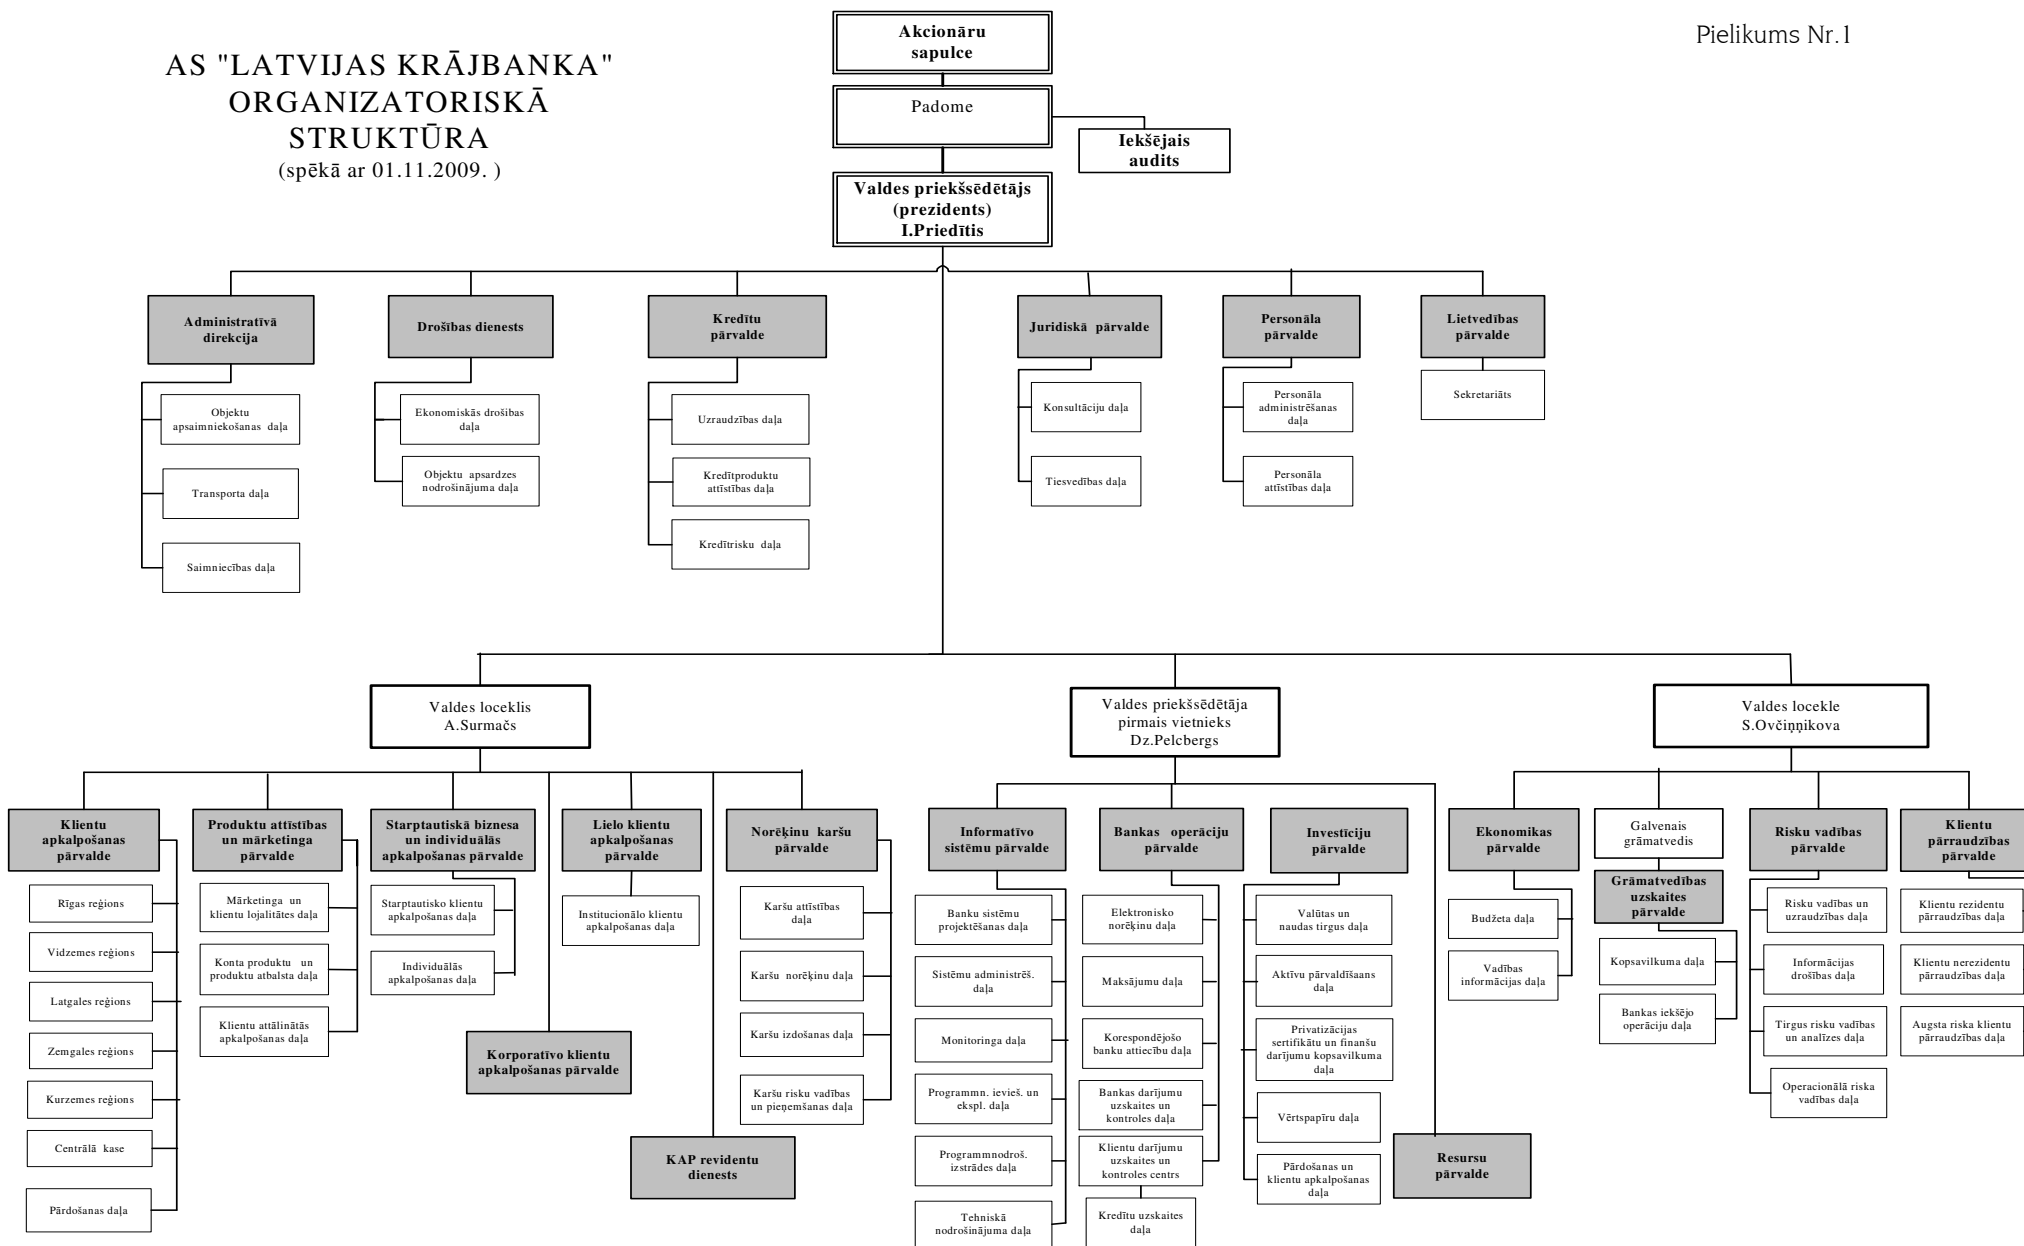 Pielikums Nr.1
AS "LATVIJAS KRĀJBANKA"
ORGANIZATORISKĀ
STRUKTŪRA
(spēkā ar 01.11.2009. )
Akcionāru
sapulce
Padome
Iekšējais
audits
Valdes priekšsēdētājs
(prezidents)
I.Priedītis
Administratīvā
direkcija
Objektu
apsaimniekošanas daļa
Transporta daļa
Saimniecības daļa
Drošības dienests
Ekonomiskās drošibas
daļa
Objektu apsardzes
nodrošinājuma daļa
Kredītu
pārvalde
Uzraudzības daļa
Kredītproduktu
attīstības daļa
Kredītrisku daļa
Juridiskā pārvalde
Konsultāciju daļa
Tiesvedības daļa
Personāla
pārvalde
Personāla
administrēšanas
daļa
Personāla
attīstības daļa
Lietvedības
pārvalde
Sekretariāts
Valdes loceklis
A.Surmačs
Valdes priekšsēdētāja
pirmais vietnieks
Dz.Pelcbergs
Valdes locekle
S.Ovčiņņikova
Klientu
apkalpošanas
pārvalde
Rīgas reģions
Vidzemes reģions
Latgales reģions
Zemgales reģions
Kurzemes reģions
Centrālā kase
Pārdošanas daļa
Produktu attīstības
un mārketinga
pārvalde
Mārketinga un
klientu lojalitātes daļa
Konta produktu un
produktu atbalsta daļa
Klientu attālinātās
apkalpošanas daļa
Starptautiskā biznesa
un individuālās
apkalpošanas pārvalde
Starptautisko klientu
apkalpošanas daļa
Individuālās
apkalpošanas daļa
Korporatīvo klientu
apkalpošanas pārvalde
Lielo klientu
apkalpošanas
pārvalde
Institucionālo klientu
apkalpošanas daļa
KAP revidentu
dienests
Norēķinu karšu
pārvalde
Karšu attīstības
daļa
Karšu norēķinu daļa
Karšu izdošanas daļa
Karšu risku vadības
un pieņemšanas daļa
Informatīvo
sistēmu pārvalde
Banku sistēmu
projektēšanas daļa
Sistēmu administrēš.
daļa
Monitoringa daļa
Programmn. ievieš. un
ekspl. daļa
Programmnodroš.
izstrādes daļa
Tehniskā
nodrošinājuma daļa
Bankas operāciju
pārvalde
Elektronisko
norēķinu daļa
Maksājumu daļa
Korespondējošo
banku attiecību daļa
Bankas darījumu
uzskaites un
kontroles daļa
Klientu darījumu
uzskaites un
kontroles centrs
Kredītu uzskaites
daļa
Investīciju
pārvalde
Valūtas un
naudas tirgus daļa
Aktīvu pārvaldīšaans
daļa
Privatizācijas
sertifikātu un finanšu
darījumu kopsavilkuma
daļa
Vērtspapīru daļa
Pārdošanas un
klientu apkalpošanas
daļa
Resursu
pārvalde
Ekonomikas
pārvalde
Budžeta daļa
Vadības
informācijas daļa
Galvenais
grāmatvedis
Grāmatvedības
uzskaites
pārvalde
Kopsavilkuma daļa
Bankas iekšējo
operāciju daļa
Risku vadības
pārvalde
Risku vadības un
uzraudzības daļa
Informācijas
drošības daļa
Tirgus risku vadības
un analīzes daļa
Operacionālā riska
vadības daļa
Klientu
pārraudzības
pārvalde
Klientu rezidentu
pārraudzības daļa
Klientu nerezidentu
pārraudzības daļa
Augsta riska klientu
pārraudzības daļa